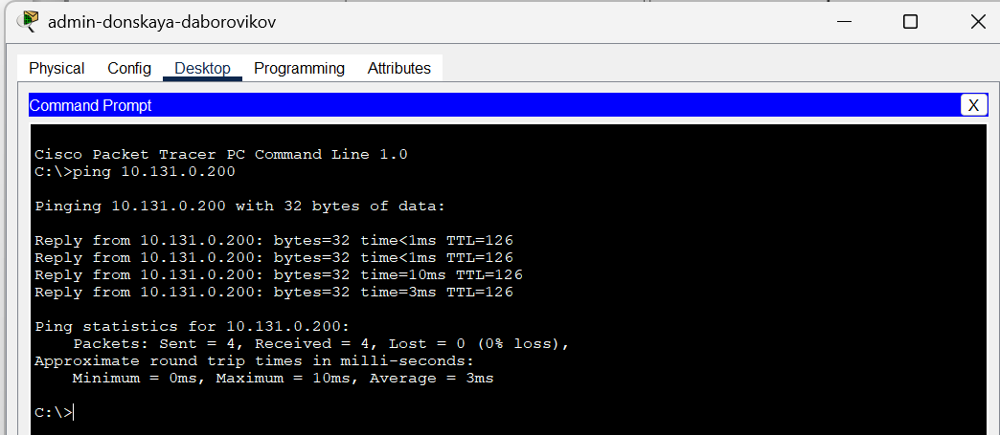 admin-donskaya-daborovikov
Physical Config Desktop Programming Attributes
Command Prompt
X
Cisco Packet Tracer PC Command Line 1.0
C:\>ping 10.131.0.200
Pinging 10.131.0.200 with 32 bytes of data:
Reply from 10.131.0.200: bytes=32 time<1ms TTL=126
Reply from 10.131.0.200: bytes=32 time<1ms TTL=126
Reply from 10.131.0.200: bytes=32 time=10ms TTL=126
Reply from 10.131.0.200: bytes=32 time=3ms TTL=126
Ping statistics for 10.131.0.200:
Packets: Sent = 4, Received = 4, Lost = 0 (0% loss),
Approximate round trip times in milli-seconds:
Minimum = 0ms, Maximum = 10ms, Average = 3ms
C:\>